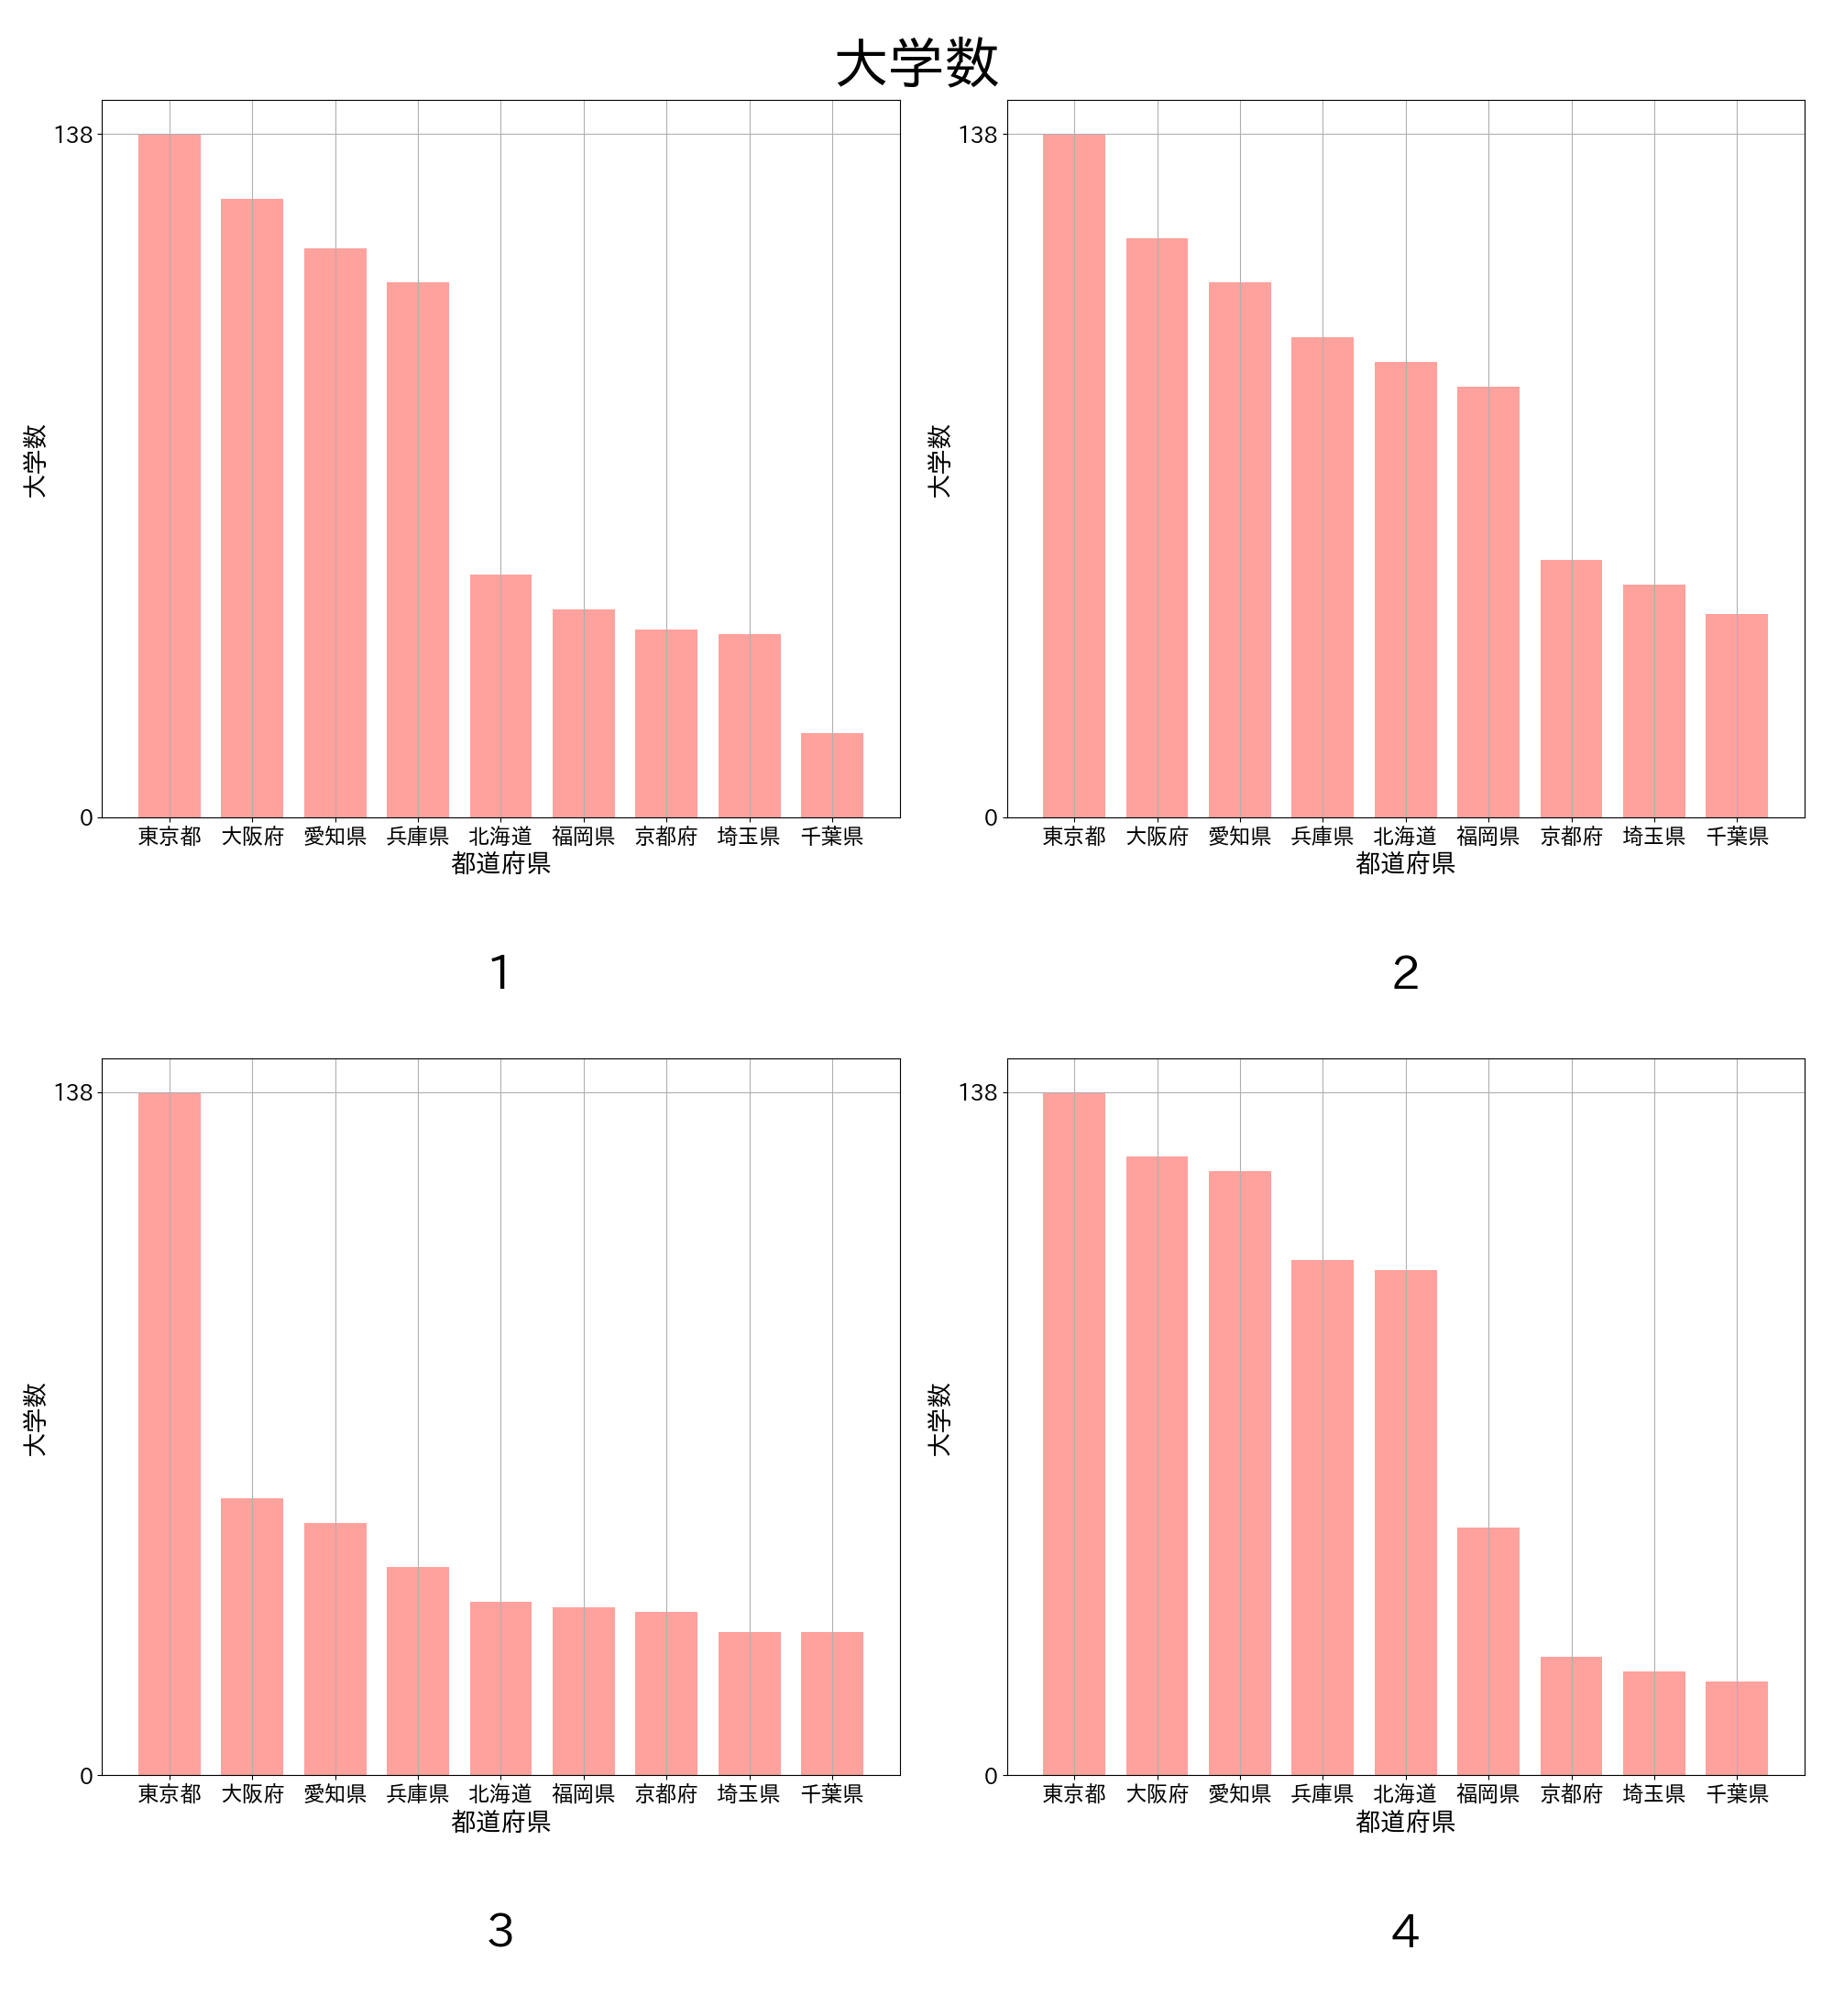 大学数
138
0
大学数
東京都 大阪府 愛知県 兵庫県 北海道 福岡県 京都府 埼玉県 千葉県
都道府県
1
138
0
大学数
東京都 大阪府 愛知県 兵庫県 北海道 福岡県 京都府 埼玉県 千葉県
都道府県
2
138
0
大学数
東京都 大阪府 愛知県 兵庫県 北海道 福岡県 京都府 埼玉県 千葉県
都道府県
3
138
0
大学数
東京都 大阪府 愛知県 兵庫県 北海道 福岡県 京都府 埼玉県 千葉県
都道府県
4